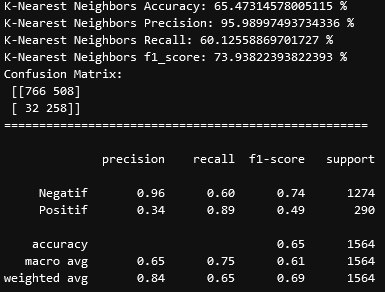 K-Nearest Neighbors Accuracy: 65.47314578005115 %
K-Nearest Neighbors Precision: 95.98997493734336 %
K-Nearest Neighbors Recall: 60.12558869701727 %
K-Nearest Neighbors f1_score: 73.93822393822393 %
Confusion Matrix:
[[766 508]
[ 32 258]]
====================================================
precision recall f1-score support
Negatif 0.96 0.60 0.74 1274
Positif 0.34 0.89 0.49 290
accuracy 0.65 1564
macro avg 0.65 0.75 0.61 1564
weighted avg 0.84 0.65 0.69 1564